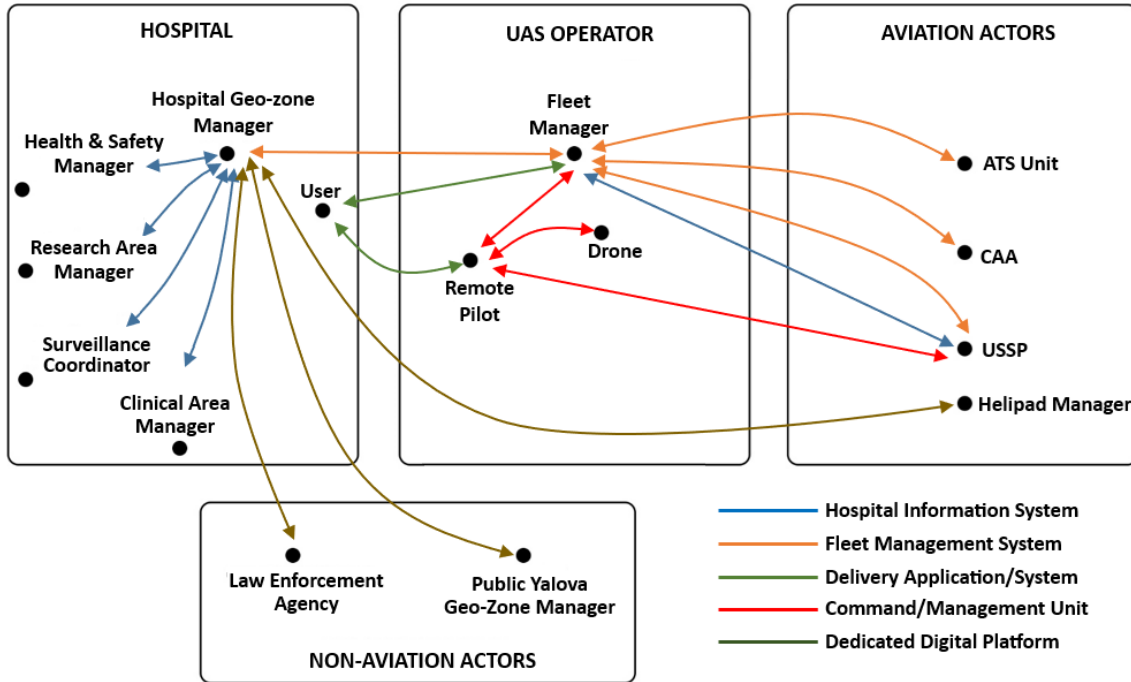 HOSPITAL
Hospital Geo-zone
Manager
Health & Safety
Manager
User
Research Area
Manager
Surveillance
Coordinator
Clinical Area
Manager
UAS OPERATOR
Fleet
Manager
Drone
Remote
Pilot
AVIATION ACTORS
ATS Unit
CAA
USSP
Helipad Manager
Law Enforcement
Agency
Public Yalova
Geo-Zone Manager
NON-AVIATION ACTORS
Hospital Information System
Fleet Management System
Delivery Application/System
Command/Management Unit
Dedicated Digital Platform